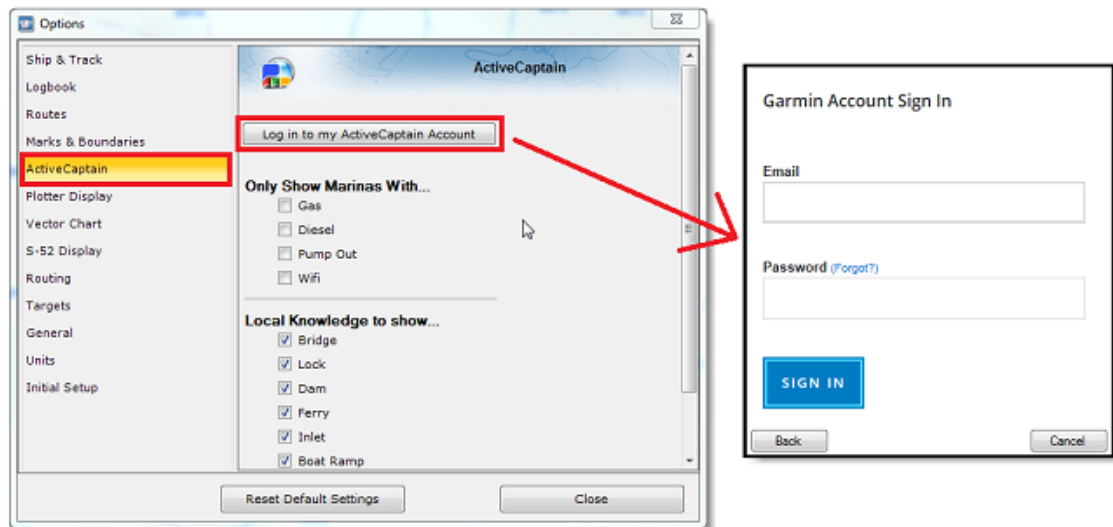 Options
Ship & Track
Logbook
Routes
Marks & Boundaries
ActiveCaptain
Plotter Display
Vector Chart
S-52 Display
Routing
Targets
General
Units
Initial Setup
ActiveCaptain
Log in to my ActiveCaptain Account
Only Show Marinas With...
Gas
Diesel
Pump Out
Wifi
Local Knowledge to show...
Bridge
Lock
Dam
Ferry
Inlet
Boat Ramp
Reset Default Settings
Close
Garmin Account Sign In
Email
Password (Forgot?)
SIGN IN
Back
Cancel